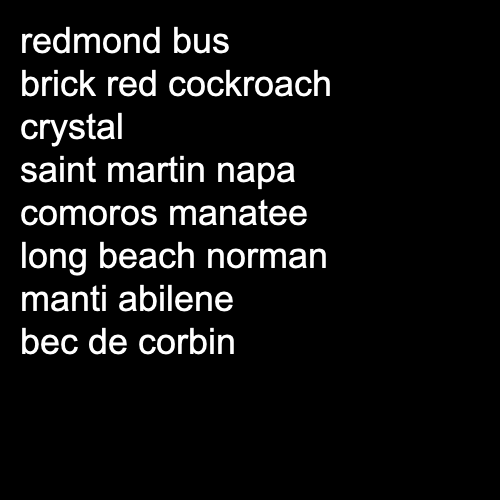 redmond bus
brick red cockroach
crystal
saint martin napa
comoros manatee
long beach norman
manti abilene
bec de corbin